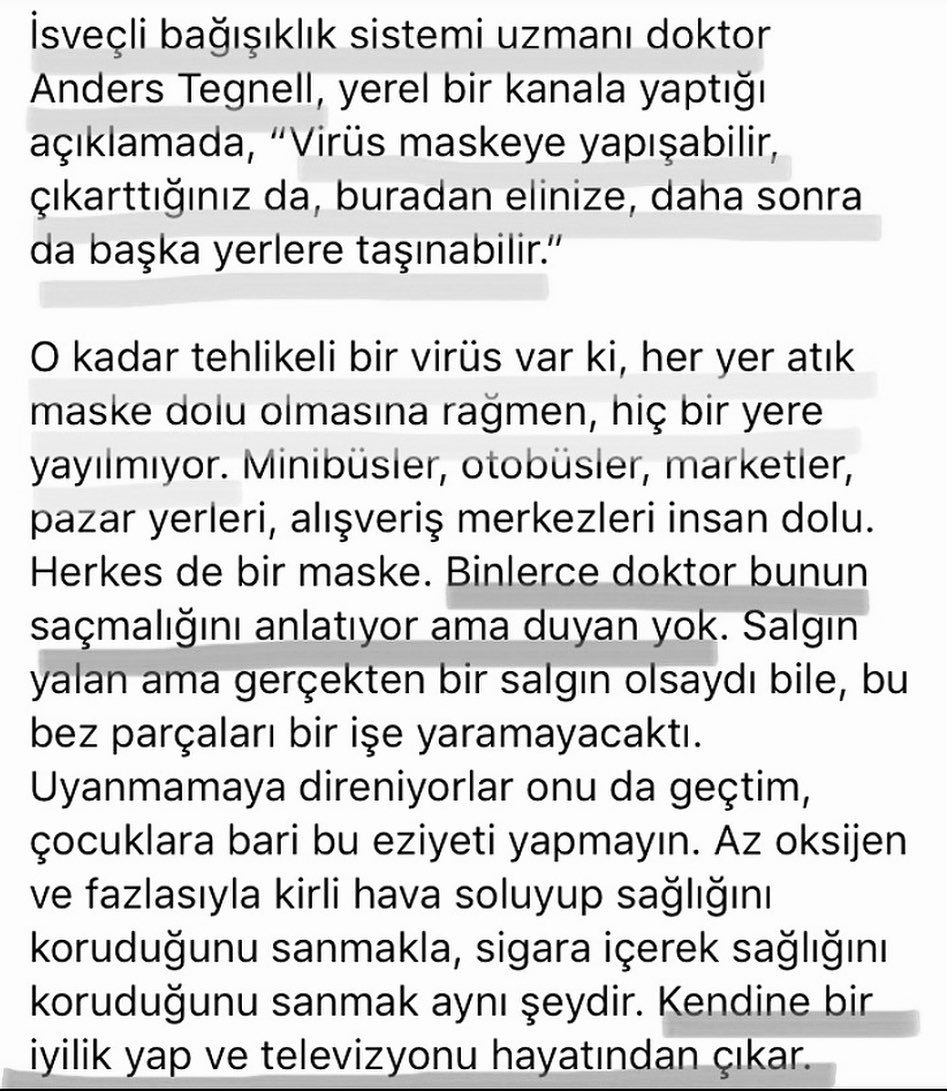 İsveçli bağışıklık sistemi uzmanı doktor
Anders Tegnell, yerel bir kanala yaptığı
açıklamada, “Virüs maskeye yapışabilir,
çıkarttığınız da, buradan elinize, daha sonra
da başka yerlere taşınabilir.”
O kadar tehlikeli bir virüs var ki, her yer atık
maske dolu olmasına rağmen, hiç bir yere
yayılmıyor. Minibüsler, otobüsler, marketler,
pazar yerleri, alışveriş merkezleri insan dolu.
Herkes de bir maske. Binlerce doktor bunun
saçmalığını anlatıyor ama duyan yok. Salgın
yalan ama gerçekten bir salgın olsaydı bile, bu
bez parçaları bir işe yaramayacaktı.
Uyanmamaya direniyorlar onu da geçtim,
çocuklara bari bu eziyeti yapmayın. Az oksijen
ve fazlasıyla kirli hava soluyup sağlığını
koruduğunu sanmakla, sigara içerek sağlığını
koruduğunu sanmak aynı şeydir. Kendine bir
iyilik yap ve televizyonu hayatından çıkar.